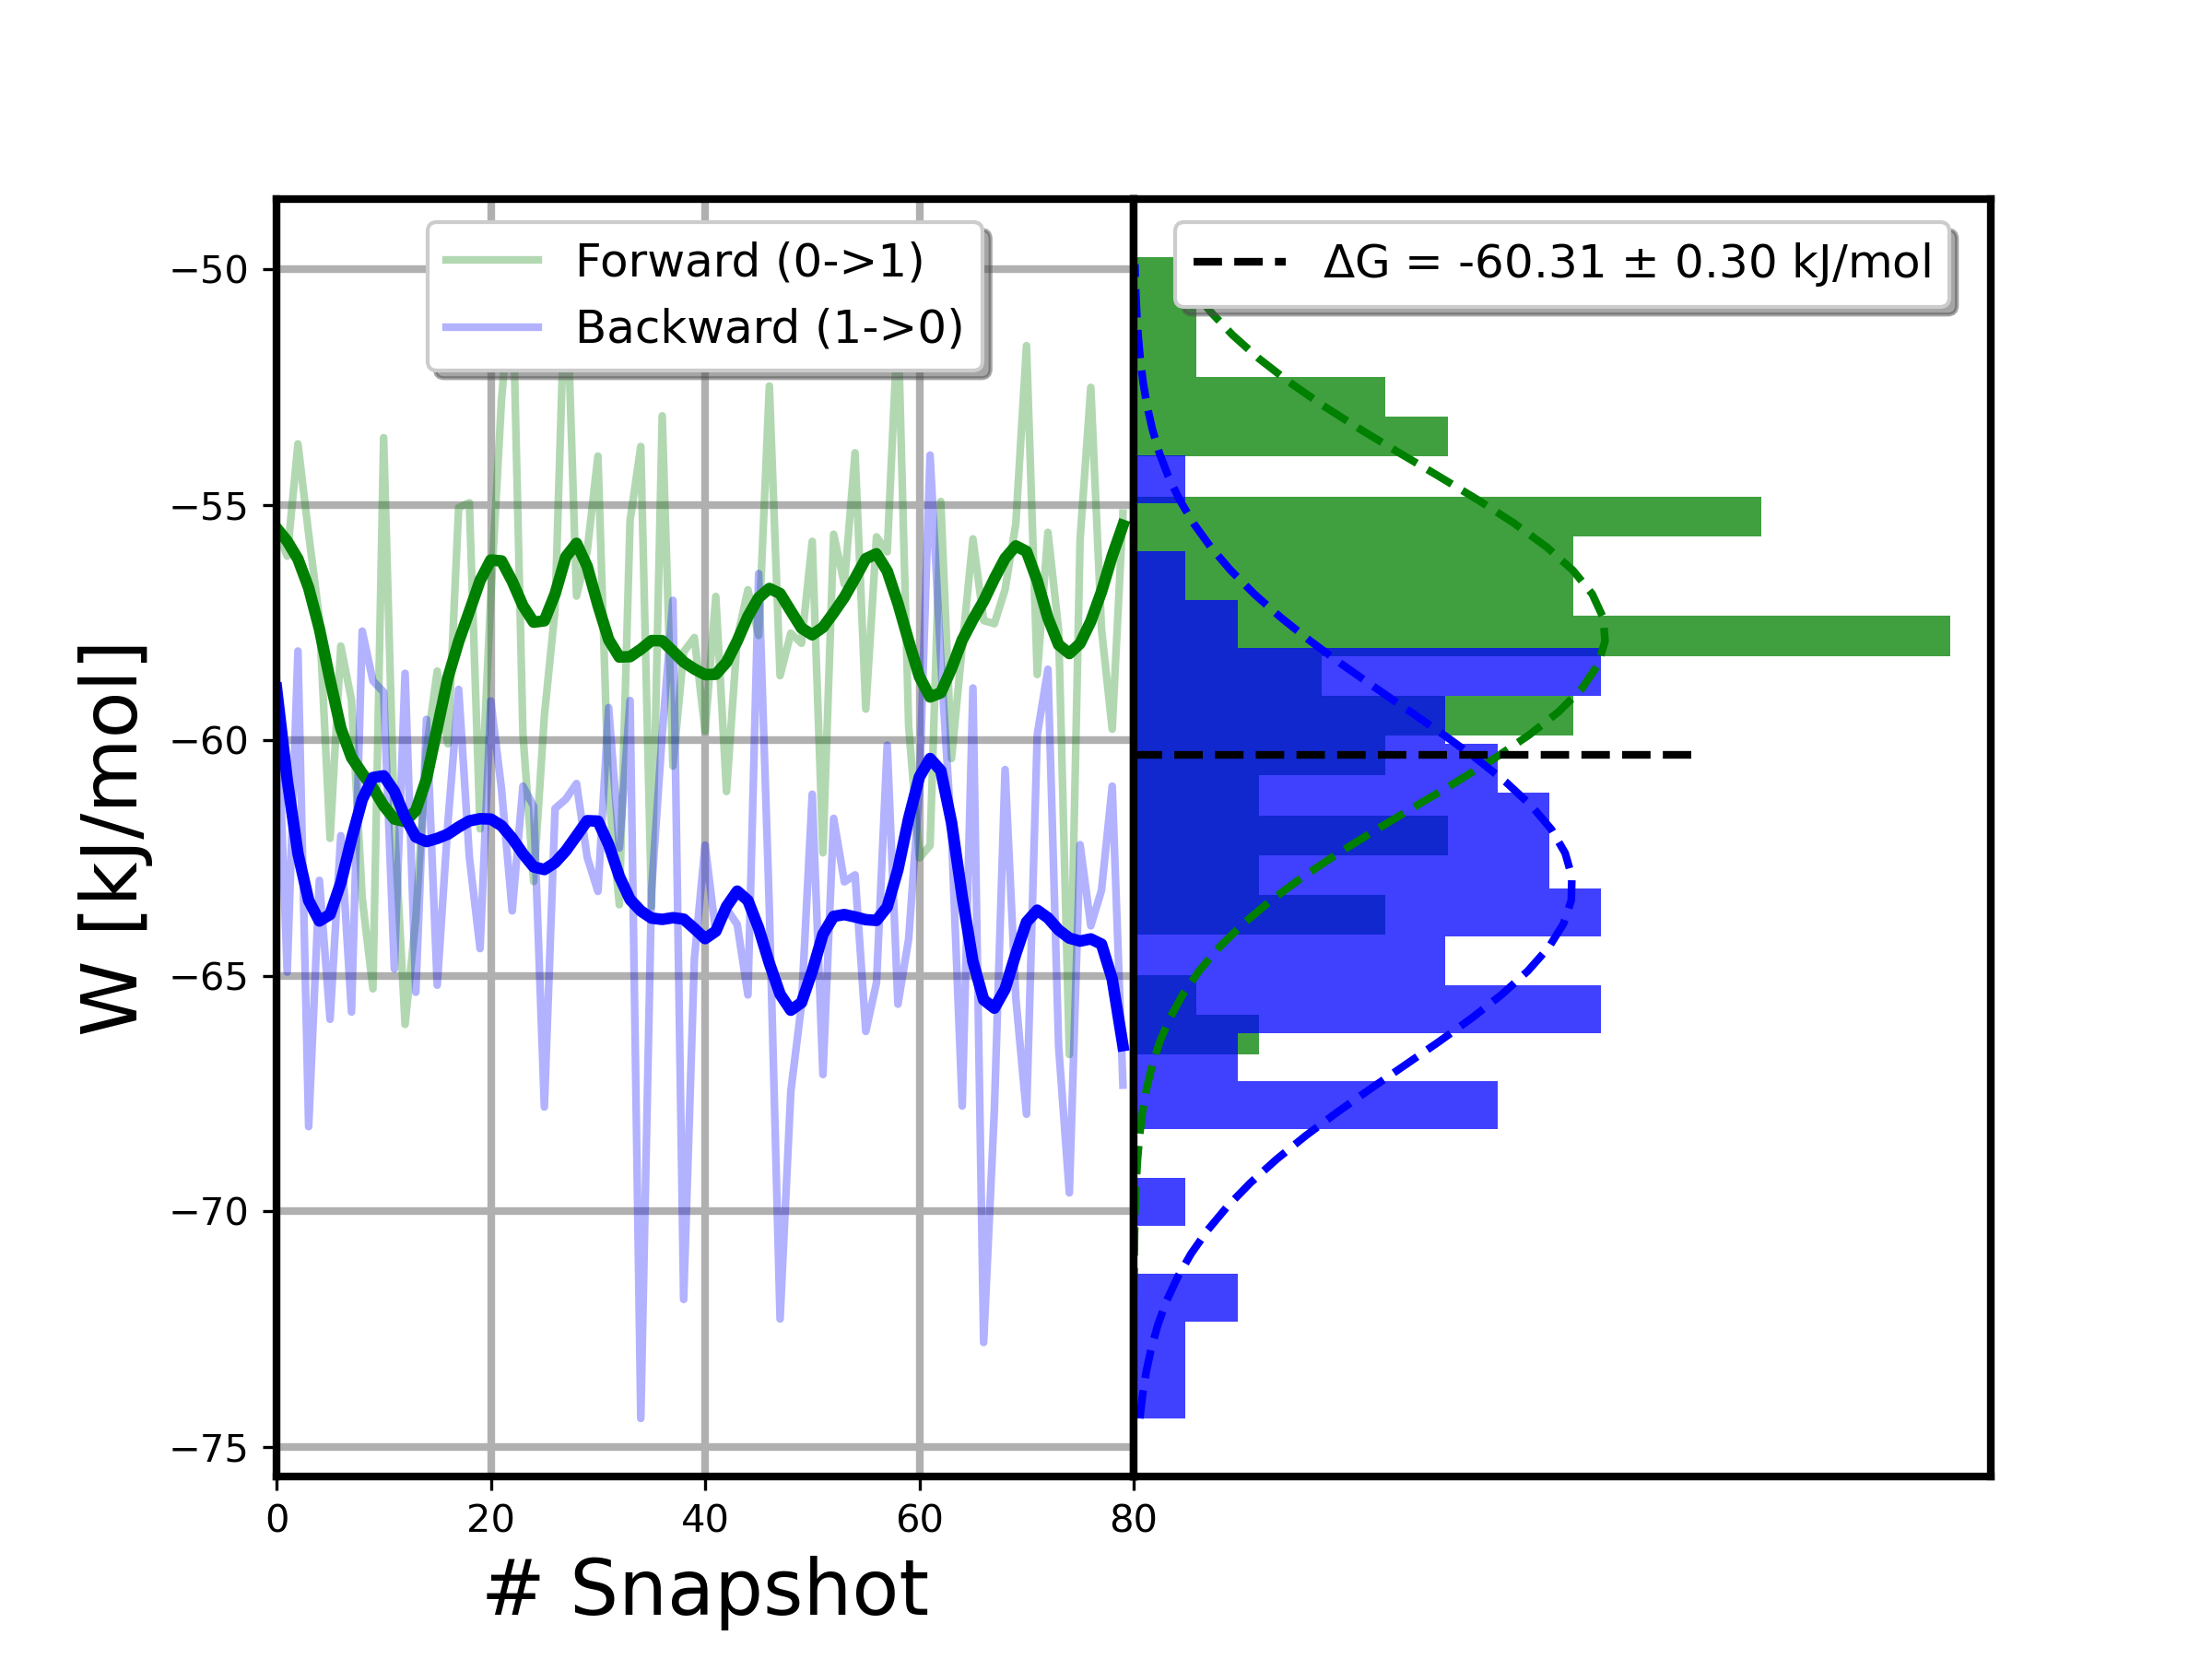 Forward (0->1)
Backward (1->0)
ΔG = -60.31 ± 0.30 kJ/mol
W [kJ/mol]
−50
−55
−60
−65
−70
−75
0 20 40 60 80
# Snapshot